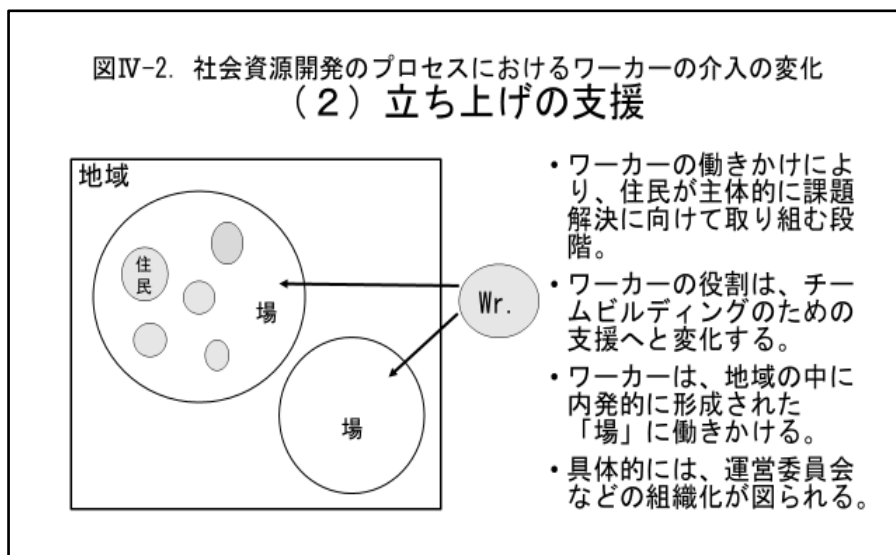 図Ⅳ-2. 社会資源開発のプロセスにおけるワーカーの介入の変化
（２）立ち上げの支援
地域
住
民
場
Wr.
場
・ワーカーの働きかけによ
り、住民が主体的に課題
解決に向けて取り組む段
階。
・ワーカーの役割は、チー
ムビルディングのための
支援へと変化する。
・ワーカーは、地域の中に
内発的に形成された
「場」に働きかける。
・具体的には、運営委員会
などの組織化が図られる。